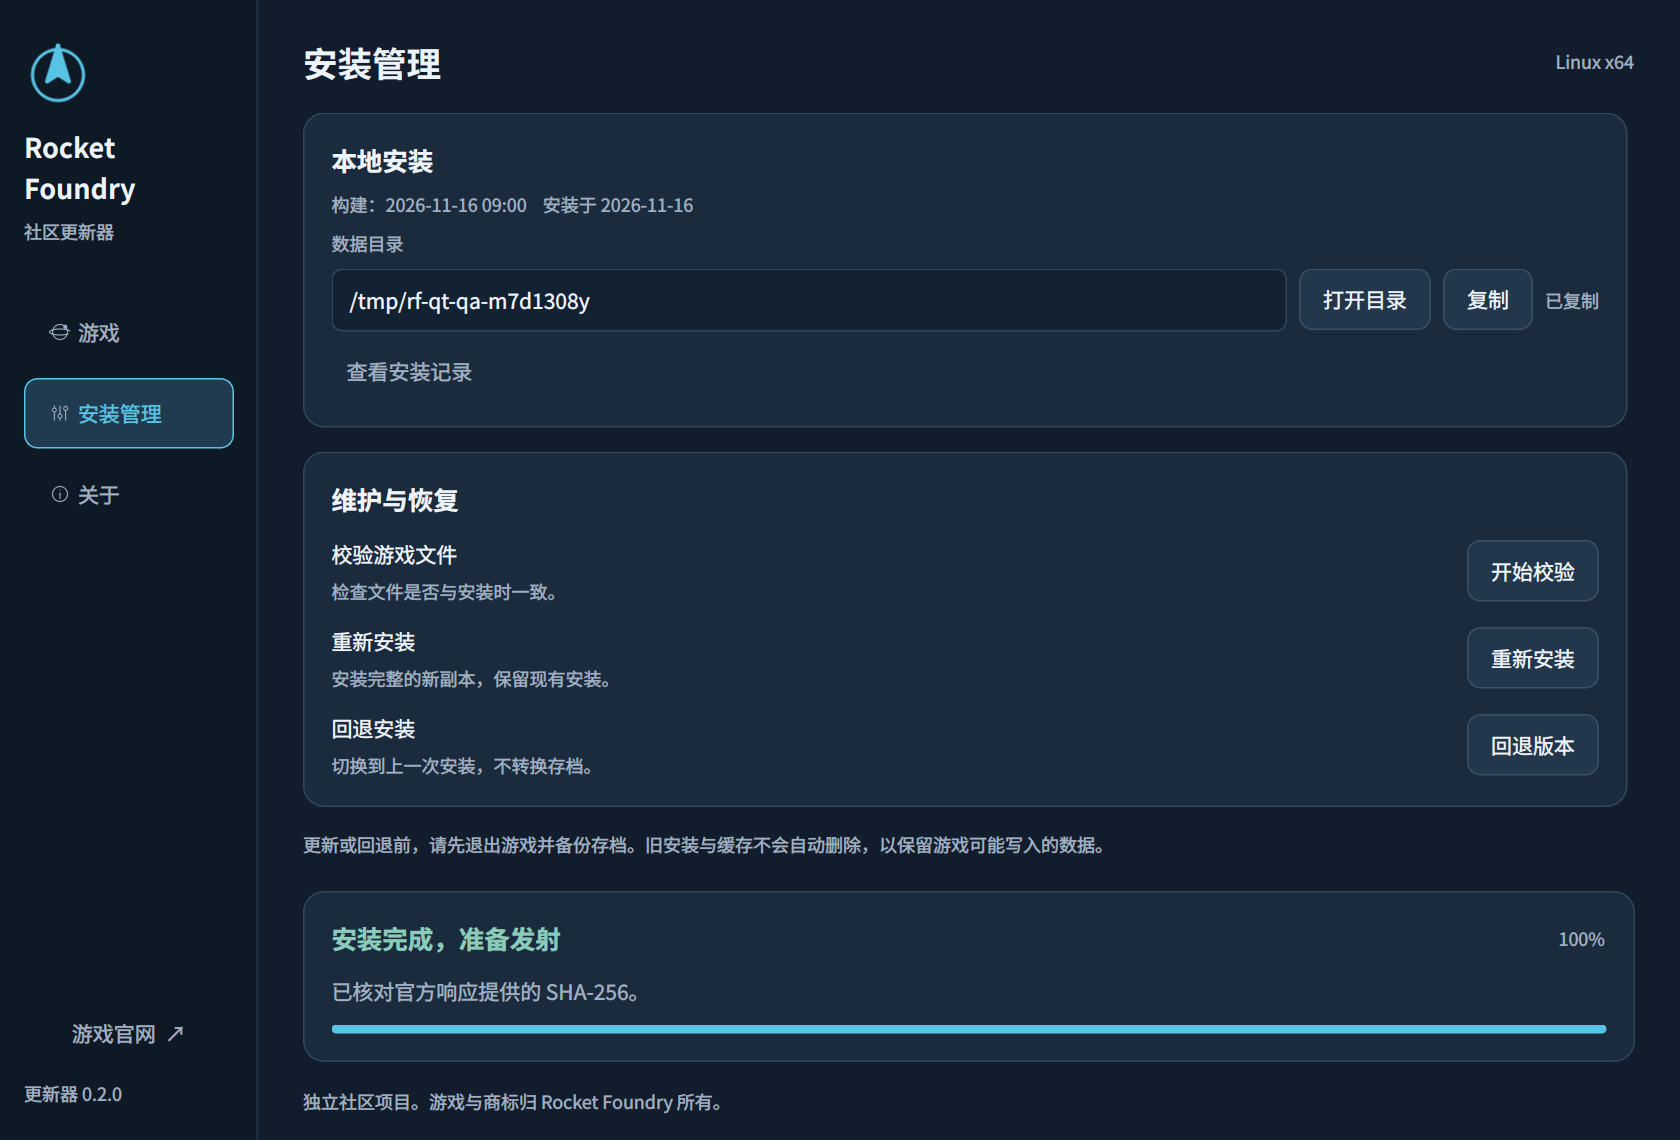 Rocket
Foundry
社区更新器
游戏
安装管理
关于
游戏官网 ↗
更新器 0.2.0
安装管理
Linux x64
本地安装
构建：2026-11-16 09:00 安装于 2026-11-16
数据目录
/tmp/rf-qt-qa-m7d1308y 打开目录 复制 已复制
查看安装记录
维护与恢复
校验游戏文件
检查文件是否与安装时一致。
开始校验
重新安装
安装完整的新副本，保留现有安装。
重新安装
回退安装
切换到上一次安装，不转换存档。
回退版本
更新或回退前，请先退出游戏并备份存档。旧安装与缓存不会自动删除，以保留游戏可能写入的数据。
安装完成，准备发射
100%
已核对官方响应提供的 SHA-256。
独立社区项目。游戏与商标归 Rocket Foundry 所有。